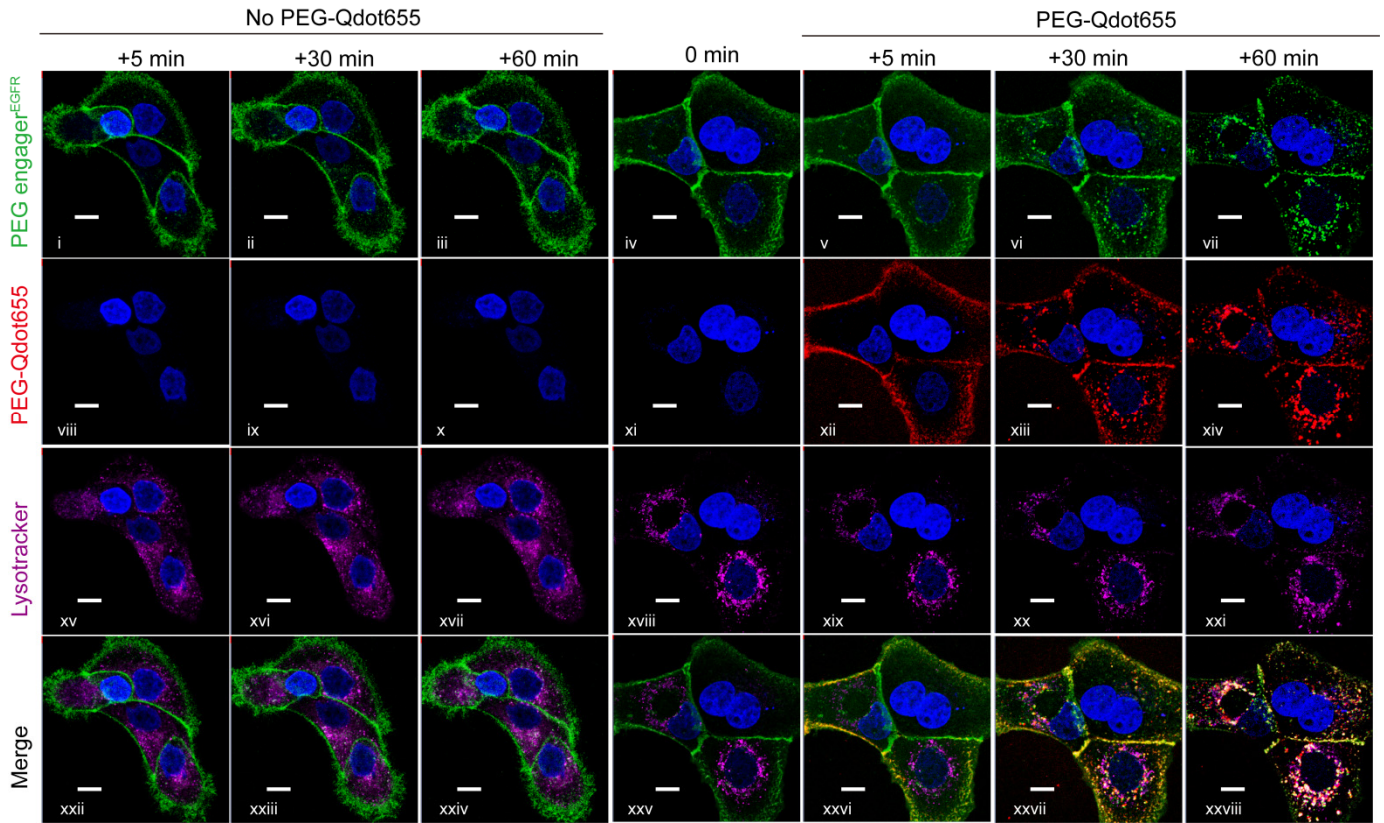 No PEG-Qdot655 PEG-Qdot655
+5 min +30 min +60 min 0 min +5 min +30 min +60 min
PEG engagerEGFR
i ii iii iv v vi vii
PEG-Qdot655
viii ix x xi xii xiii xiv
Lysotracker
xv xvi xvii xviii xix xx xxi
Merge
xxii xxiii xxiv xxv xxvi xxvii xxviii